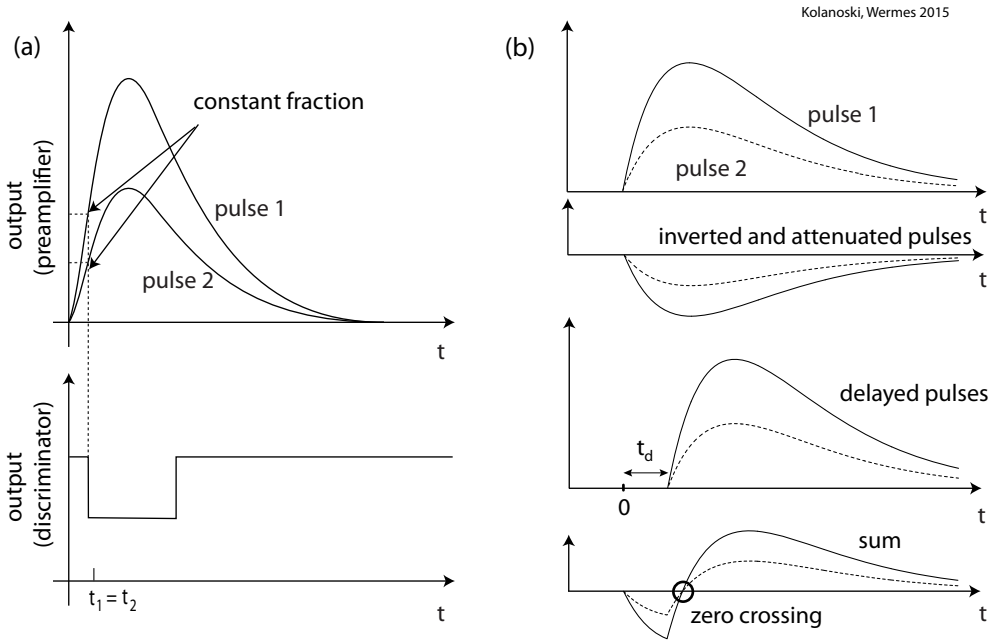 Kolanoski, Wermes 2015
(a)
constant fraction
output
(preamplifier)
pulse 1
pulse 2
t
output
(discriminator)
t₁ = t₂
t
(b)
pulse 1
pulse 2
t
inverted and attenuated pulses
t
delayed pulses
t_d
0
t
sum
zero crossing
t